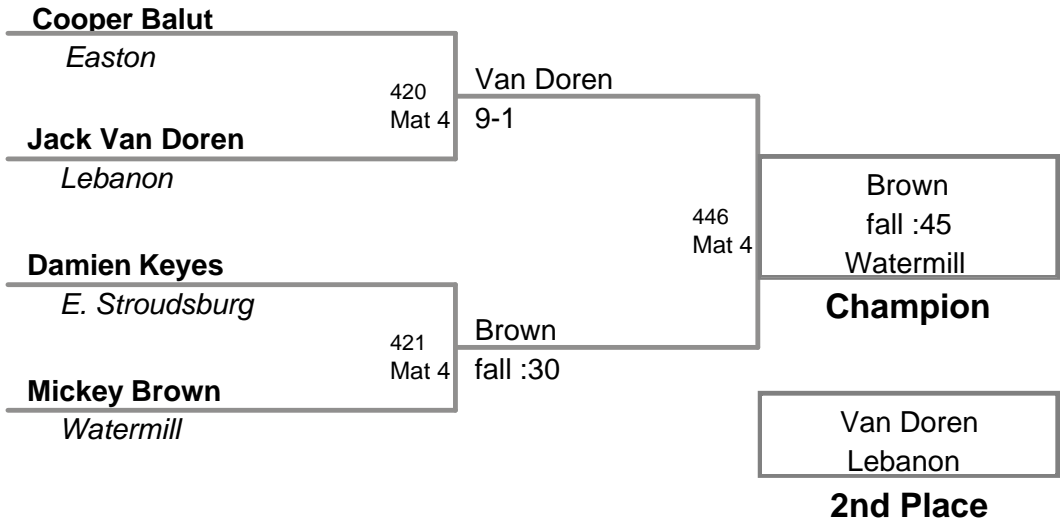 Cooper Balut
Easton
420
Mat 4
Van Doren
9-1
Jack Van Doren
Lebanon
446
Mat 4
Brown
fall :45
Watermill
Champion
Damien Keyes
E. Stroudsburg
421
Mat 4
Brown
fall :30
Mickey Brown
Watermill
Van Doren
Lebanon
2nd Place